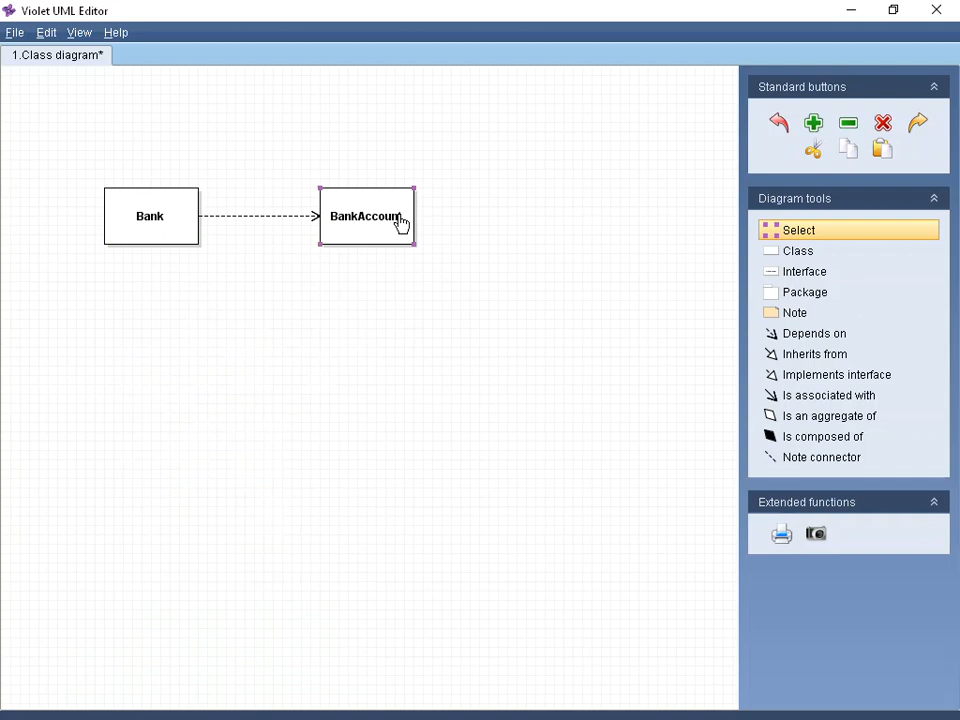 Violet UML Editor
File Edit View Help
1.Class diagram*
Standard buttons
Diagram tools
Select
Class
Interface
Package
Note
Depends on
Inherits from
Implements interface
Is associated with
Is an aggregate of
Is composed of
Note connector
Extended functions
Bank
BankAccount